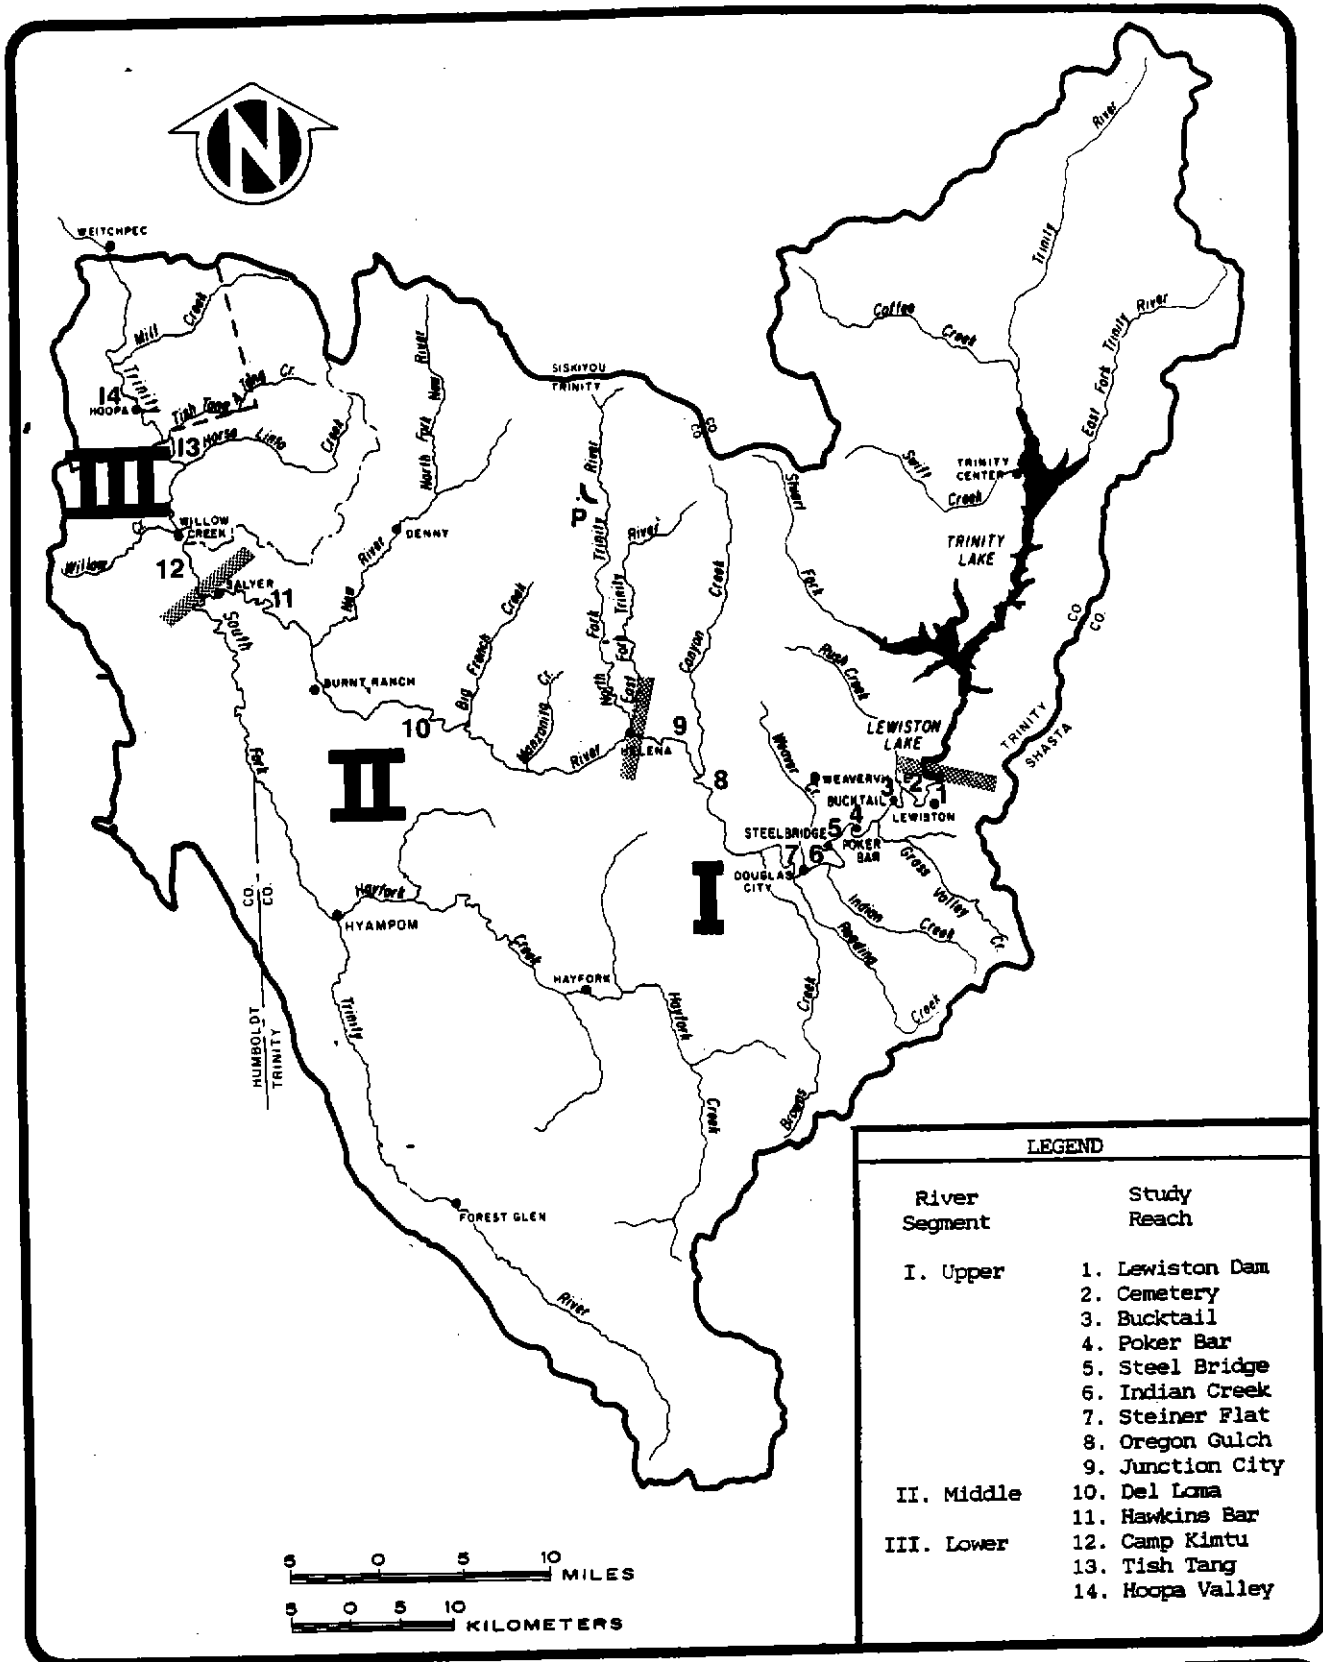 N
WEITCHPEC
Mill Creek
Trinity
14
HOOPA
Tish Tang A Tang Cr.
13
Horse Linto Creek
III
WILLOW CREEK
Willow Cr.
12
SALYER
11
South Fork Trinity River
New River
DENNY
North Fork New River
BURNT RANCH
SISKIYOU CO.
TRINITY CO.
Big French Creek
10
Manzanita Cr.
North Fork Trinity River
East Fork Trinity River
HELENA
River
9
Canyon Creek
8
II
I
Stuart Fork
Coffee Creek
Trinity River
East Fork Trinity River
Swift Creek
TRINITY CENTER
TRINITY LAKE
Rush Creek
LEWISTON LAKE
TRINITY CO.
SHASTA CO.
Weaver Cr.
BUCKTAIL
3
2
1
LEWISTON
4
POKER BAR
STEELBRIDGE
5
6
7
DOUGLAS CITY
Grass Valley Cr.
Indian Creek
Reading Creek
Browns Creek
HUMBOLDT CO.
TRINITY CO.
HYAMPOM
Hayfork Creek
HAYFORK
Hayfork Creek
FOREST GLEN
LEGEND
River Segment
Study Reach
I. Upper
1. Lewiston Dam
2. Cemetery
3. Bucktail
4. Poker Bar
5. Steel Bridge
6. Indian Creek
7. Steiner Flat
8. Oregon Gulch
9. Junction City
II. Middle
10. Del Loma
11. Hawkins Bar
III. Lower
12. Camp Kimtu
13. Tish Tang
14. Hoopa Valley
5 0 5 10 MILES
5 0 5 10 KILOMETERS